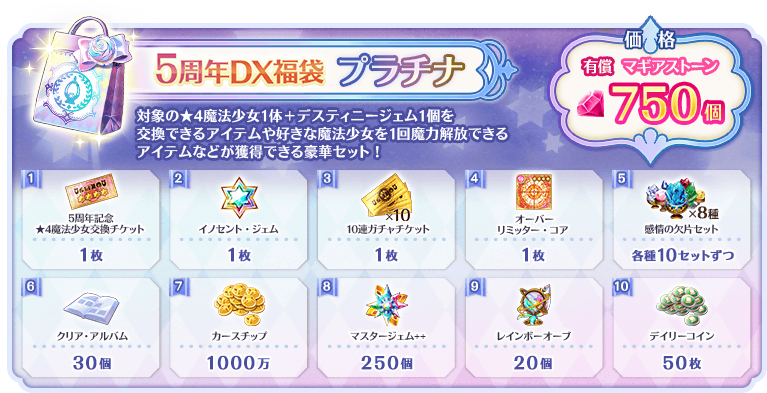 5周年DX福袋 プラチナ
価格
有償 マギアストーン
750個
対象の★4魔法少女1体+デスティニージェム1個を
交換できるアイテムや好きな魔法少女を1回魔力解放できる
アイテムなどが獲得できる豪華セット!
1
5周年記念
★4魔法少女交換チケット
1枚
2
イノセント・ジェム
1枚
3
×10
10連ガチャチケット
1枚
4
オーバー
リミッター・コア
1枚
5
×8種
感情の欠片セット
各種10セットずつ
6
クリア・アルバム
30個
7
カースチップ
1000万
8
マスタージェム++
250個
9
レインボーオーブ
20個
10
デイリーコイン
50枚